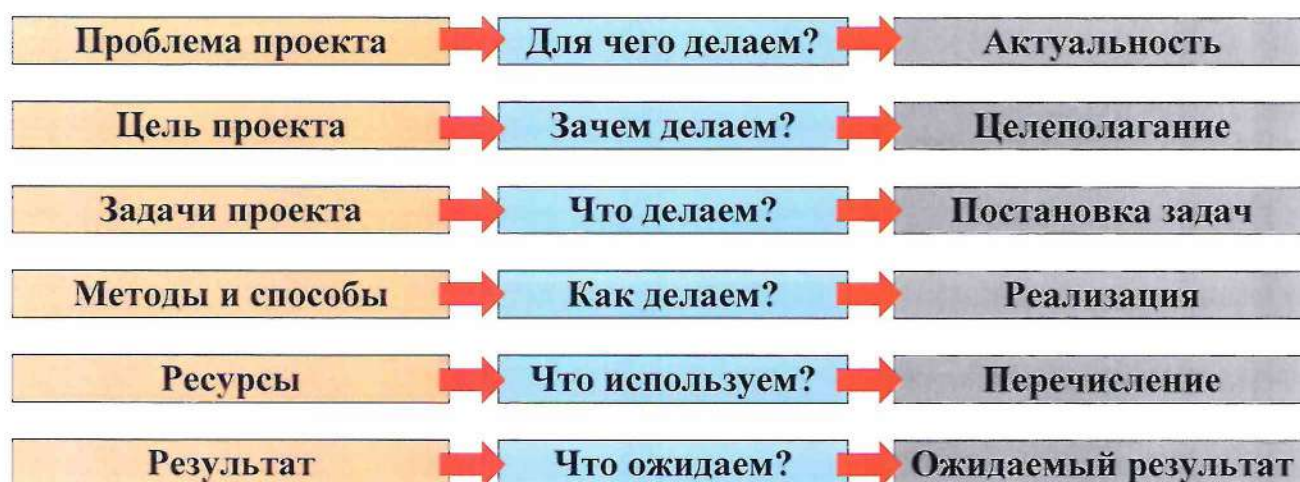 Проблема проекта Для чего делаем? Актуальность
Цель проекта Зачем делаем? Целеполагание
Задачи проекта Что делаем? Постановка задач
Методы и способы Как делаем? Реализация
Ресурсы Что используем? Перечисление
Результат Что ожидаем? Ожидаемый результат